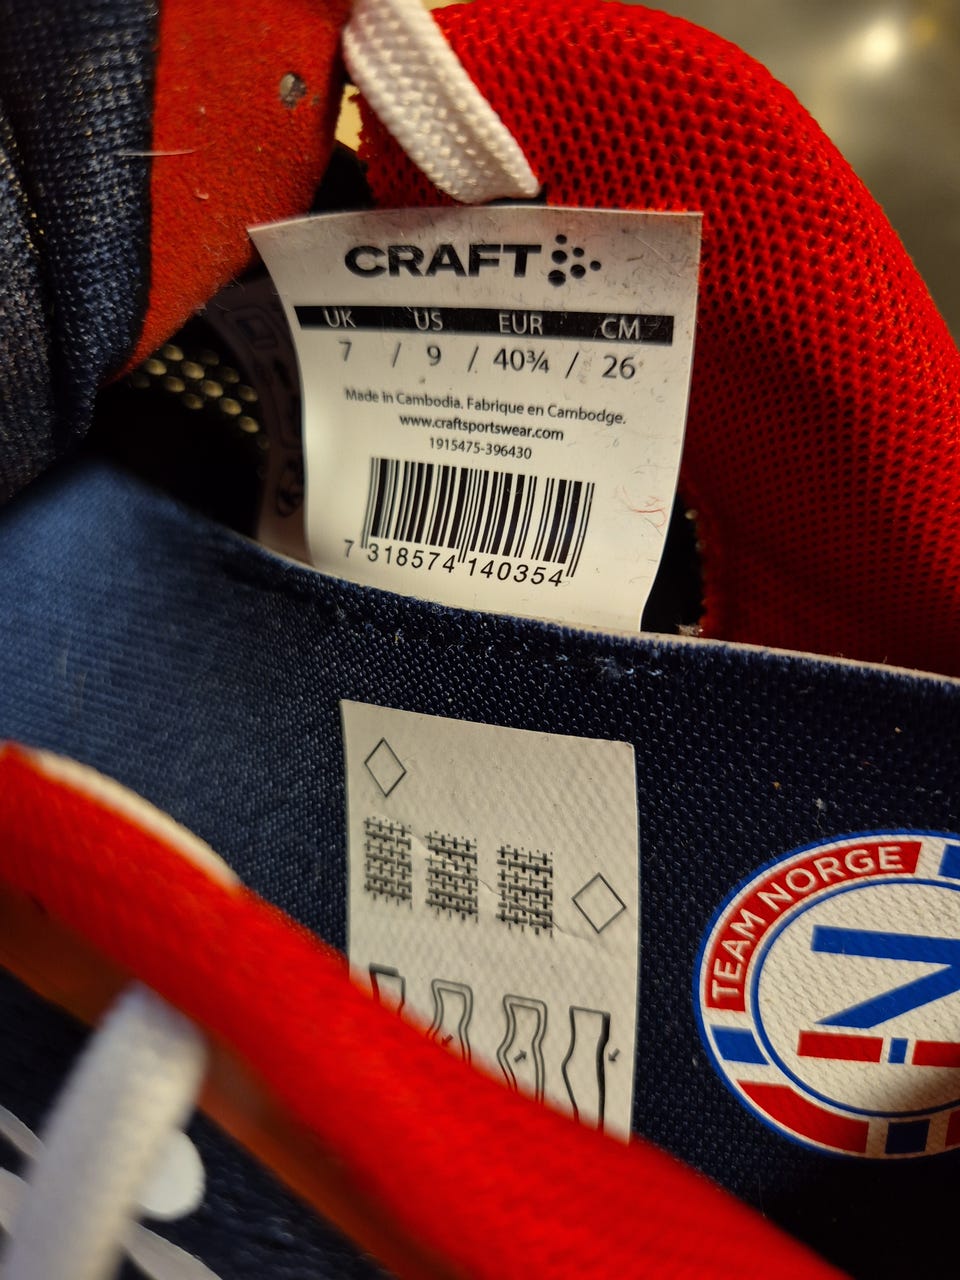 CRAFT
UK US EUR CM
7 / 9 / 40¾ / 26
Made in Cambodia. Fabrique en Cambodge.
www.craftsportswear.com
1915475-396430
7 318574 140354
TEAM NORGE
N